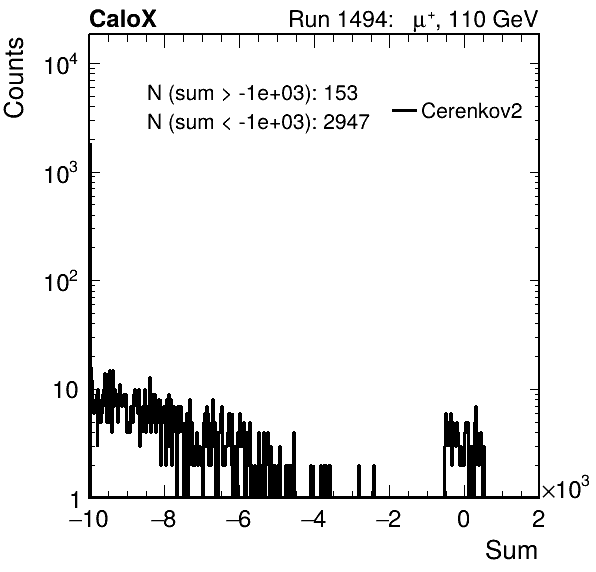 CaloX Run 1494: μ⁺, 110 GeV
Counts
N (sum > -1e+03): 153
N (sum < -1e+03): 2947
Cerenkov2
10⁴
10³
10²
10
1
−10 −8 −6 −4 −2 0 2
×10³
Sum